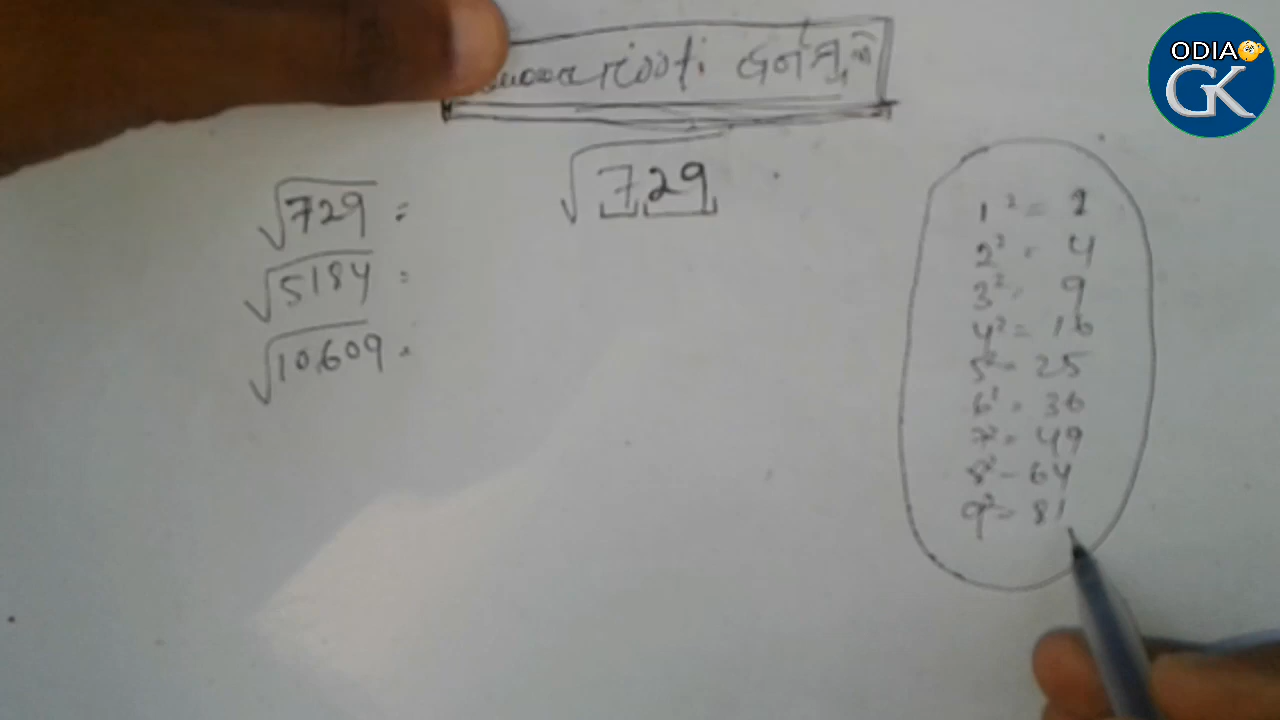 ODIA
GK
√729
√729 =
√5184 =
√10609 =
1² = 1
2² = 4
3² = 9
4² = 16
5² = 25
6² = 36
7² = 49
8² = 64
9² = 81